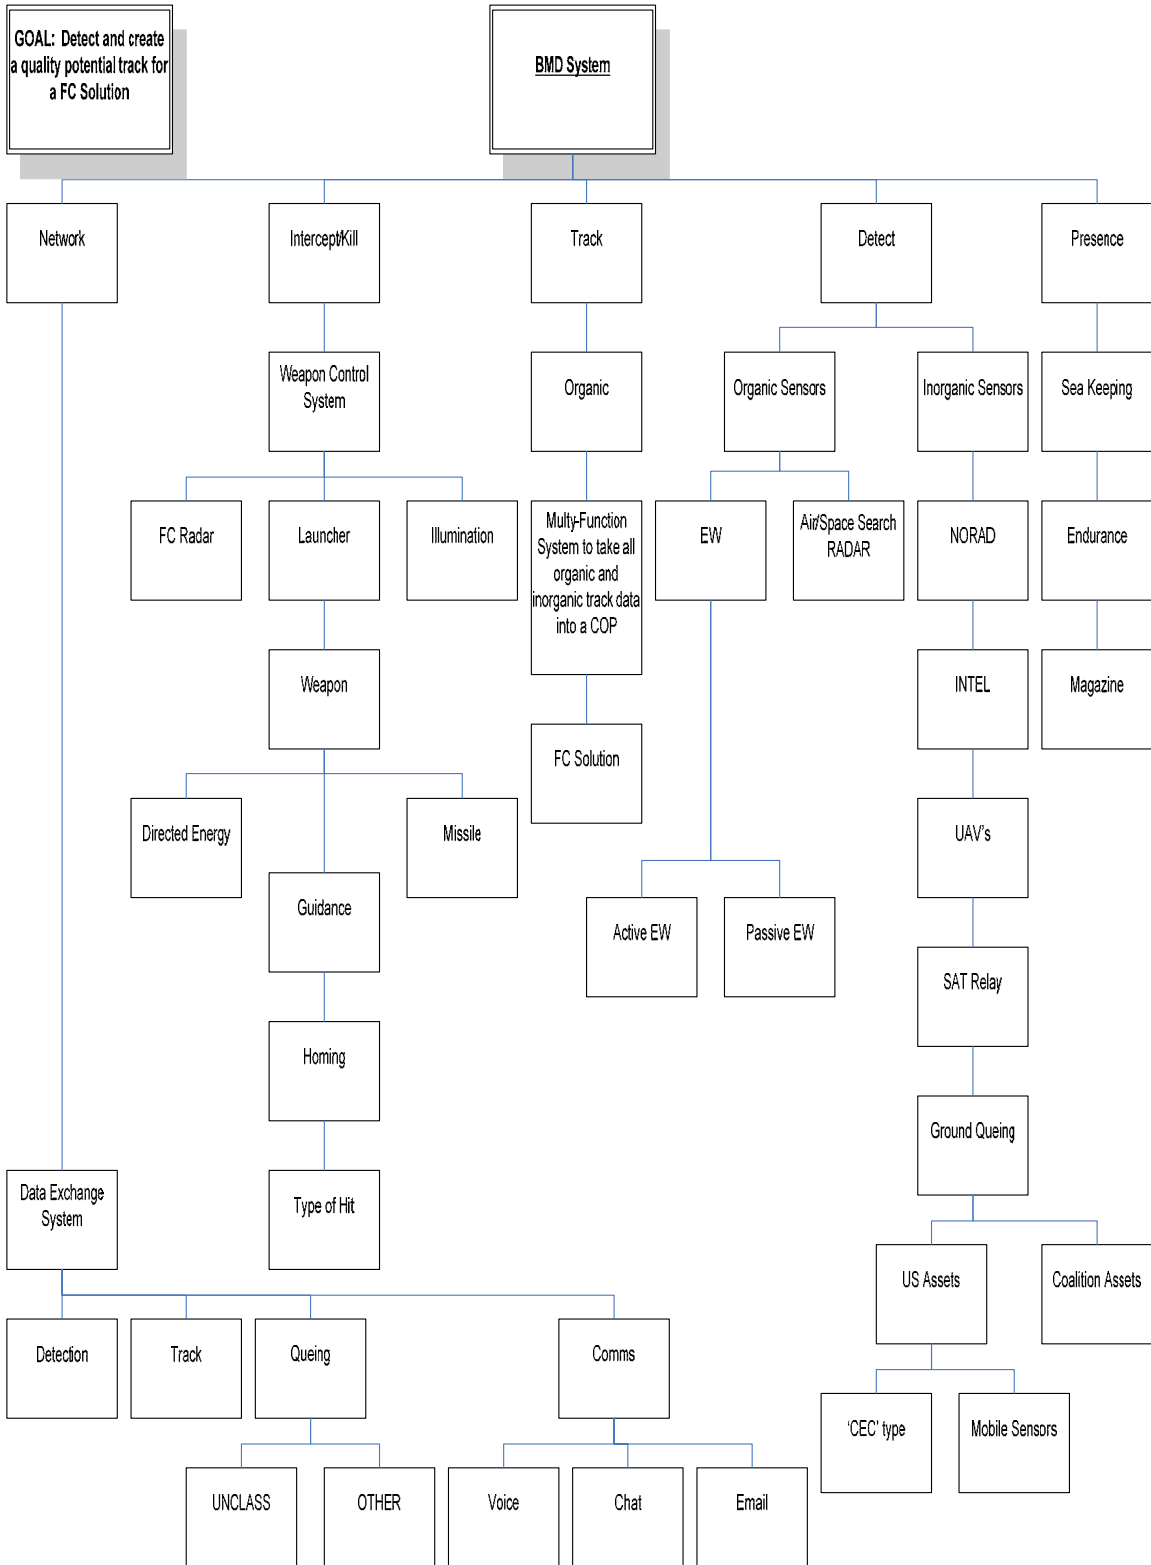 GOAL: Detect and create
a quality potential track for
a FC Solution
BMD System
Network
Intercept/Kill
Track
Detect
Presence
Weapon Control
System
Organic
Organic Sensors
Inorganic Sensors
Sea Keeping
FC Radar
Launcher
Illumination
Multy-Function
System to take all
organic and
inorganic track data
into a COP
EW
Air/Space Search
RADAR
NORAD
Endurance
Weapon
INTEL
Magazine
FC Solution
Directed Energy
Missile
UAV's
Guidance
Active EW
Passive EW
SAT Relay
Homing
Ground Queing
Data Exchange
System
Type of Hit
US Assets
Coalition Assets
Detection
Track
Queing
Comms
'CEC' type
Mobile Sensors
UNCLASS
OTHER
Voice
Chat
Email